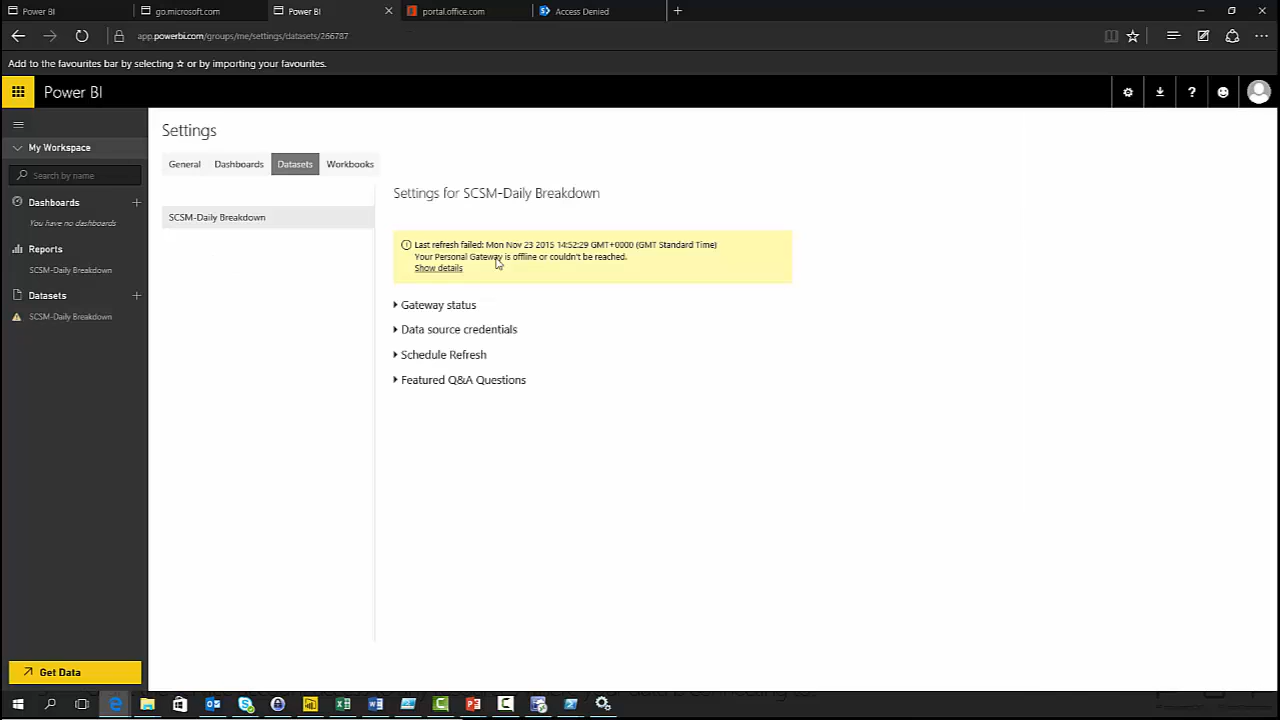 Power BI
go.microsoft.com
Power BI
portal.office.com
Access Denied
app.powerbi.com/groups/me/settings/datasets/266787
Add to the favourites bar by selecting ☆ or by importing your favourites.
Power BI
My Workspace
Search by name
Dashboards
You have no dashboards
Reports
SCSM-Daily Breakdown
Datasets
SCSM-Daily Breakdown
Get Data
Settings
General Dashboards Datasets Workbooks
SCSM-Daily Breakdown
Settings for SCSM-Daily Breakdown
Last refresh failed: Mon Nov 23 2015 14:52:29 GMT+0000 (GMT Standard Time)
Your Personal Gateway is offline or couldn't be reached.
Show details
Gateway status
Data source credentials
Schedule Refresh
Featured Q&A Questions